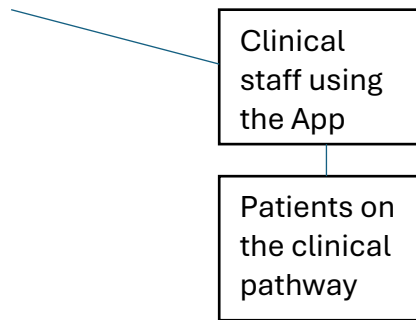 Clinical
staff using
the App
Patients on
the clinical
pathway